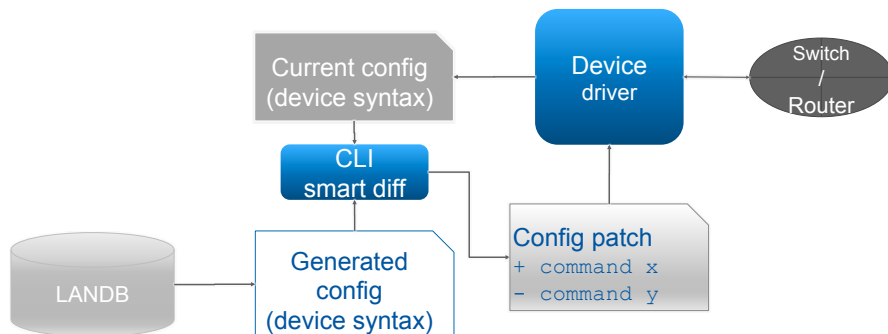 Current config
(device syntax)
Device
driver
Switch
/
Router
CLI
smart diff
LANDB
Generated
config
(device syntax)
Config patch
+ command x
- command y